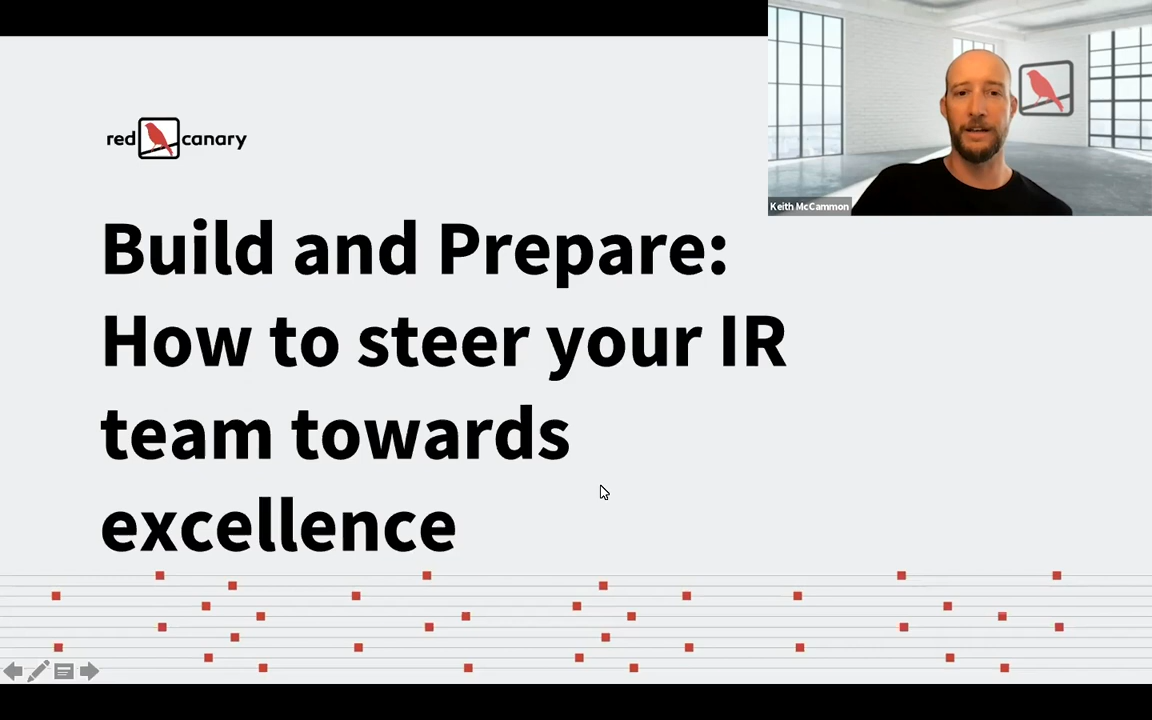 red canary
Build and Prepare:
How to steer your IR
team towards
excellence
Keith McCammon